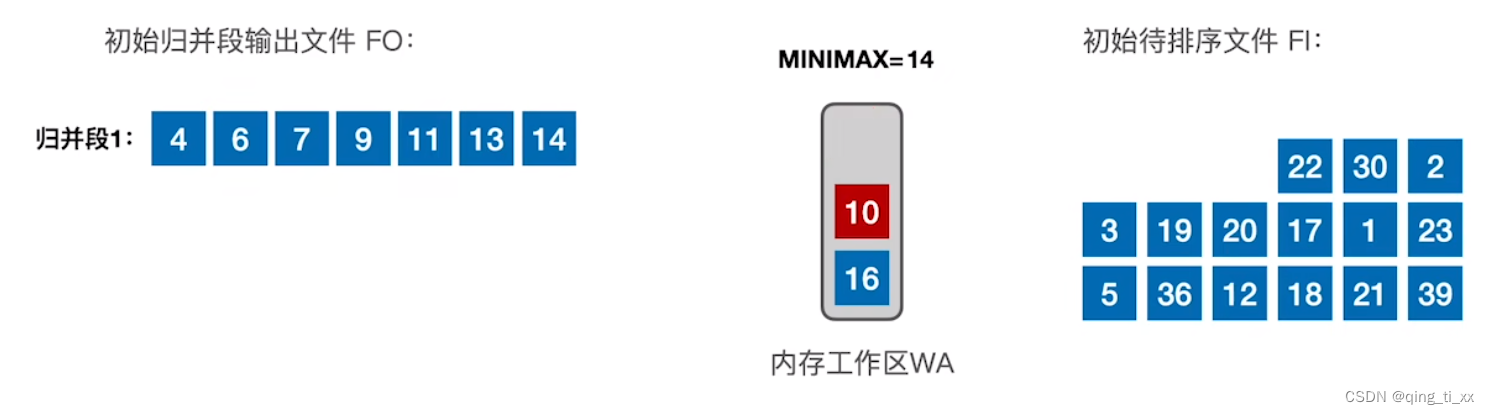 初始归并段输出文件 FO：
MINIMAX=14
初始待排序文件 FI：
归并段1： 4 6 7 9 11 13 14
10
16
内存工作区WA
22 30 2
3 19 20 17 1 23
5 36 12 18 21 39
CSDN @qing_ti_xx